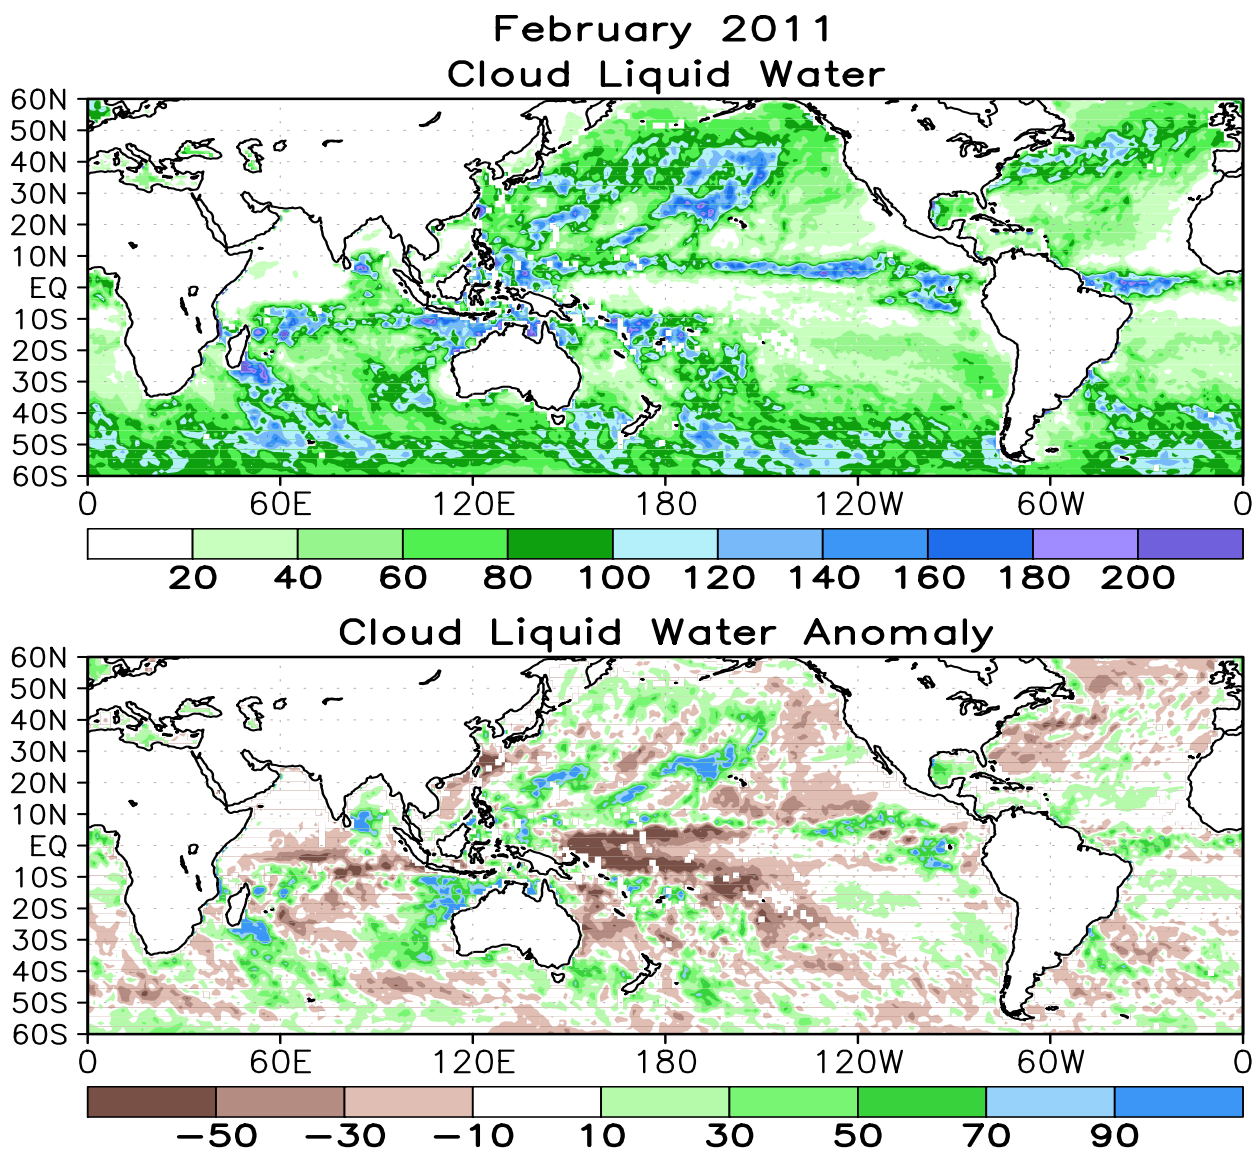 February 2011
Cloud Liquid Water
60N
50N
40N
30N
20N
10N
EQ
10S
20S
30S
40S
50S
60S
0 60E 120E 180 120W 60W 0
20 40 60 80 100 120 140 160 180 200
Cloud Liquid Water Anomaly
60N
50N
40N
30N
20N
10N
EQ
10S
20S
30S
40S
50S
60S
0 60E 120E 180 120W 60W 0
−50 −30 −10 10 30 50 70 90